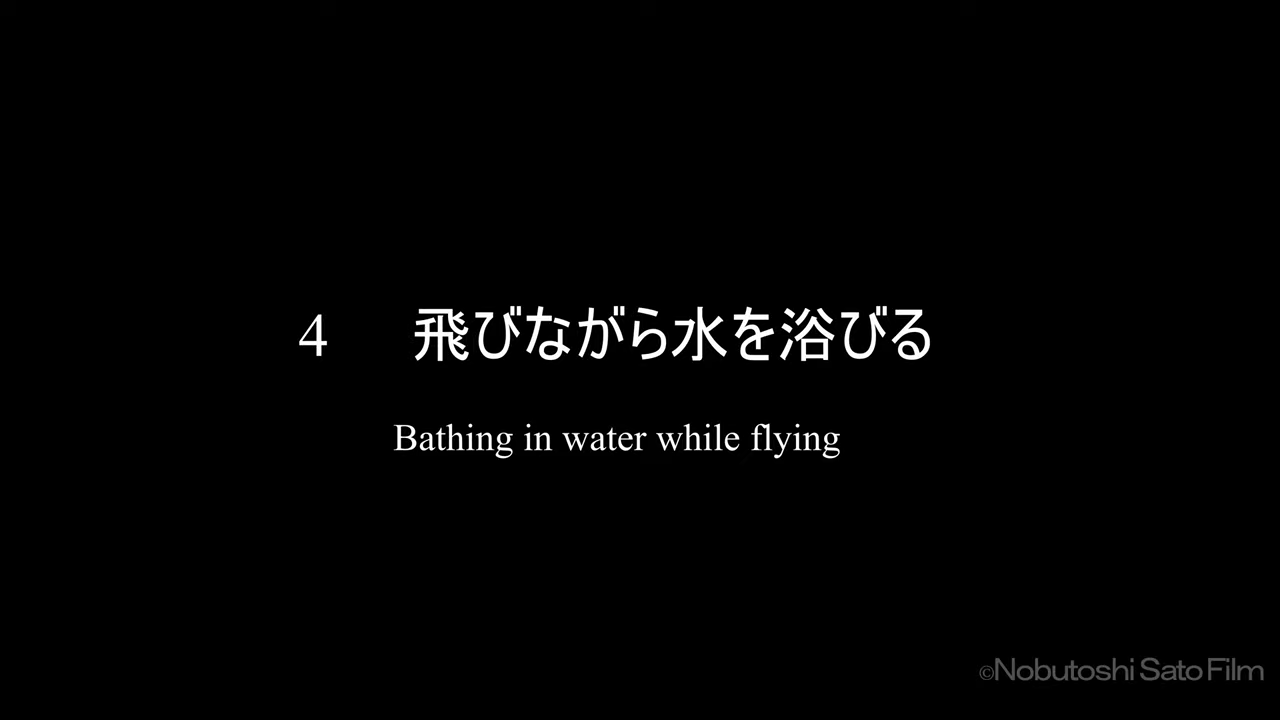 4 飛びながら水を浴びる
Bathing in water while flying
©Nobutoshi Sato Film